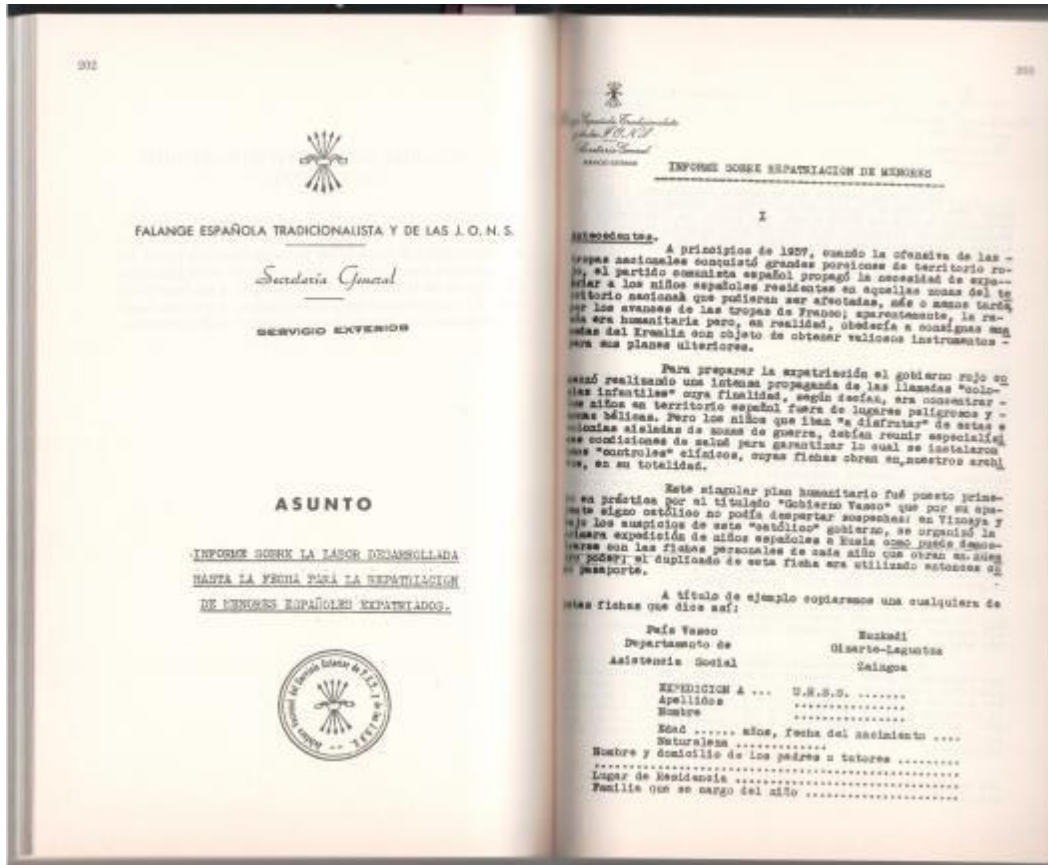 202
FALANGE ESPAÑOLA TRADICIONALISTA Y DE LAS J. O. N. S.
Secretaría General
SERVICIO EXTERIOR
ASUNTO
INFORME SOBRE LA LABOR DESARROLLADA
HASTA LA FECHA PARA LA REPATRIACION
DE MENORES ESPAÑOLES EXPATRIADOS.
Española Tradicionalista
y de las J.O.N.S
Secretaría General
INFORME SOBRE REPATRIACION DE MENORES
I
Antecedentes.
A principios de 1937, cuando la ofensiva de las -
tropas nacionales conquistó grandes porciones de territorio ro-
jo, el partido comunista español propagó la necesidad de expa--
triar a los niños españoles residentes en aquellas zonas del te
rritorio nacional que pudieran ser afectadas, más o menos tarde
por los avances de las tropas de Franco; aparentemente, la ra-
era humanitaria pero, en realidad, obedecía a consignas ema
nadas del Kremlin con objeto de obtener valiosos instrumentos -
para sus planes ulteriores.
Para preparar la expatriación el gobierno rojo co
menzó realizando una intensa propaganda de las llamadas "colo-
nias infantiles" cuya finalidad, según decían, era concentrar -
los niños en territorio español fuera de lugares peligrosos y -
zonas bélicas. Pero los niños que iban "a disfrutar" de estas c
olonias aisladas de zonas de guerra, debían reunir especialísi
mas condiciones de salud para garantizar lo cual se instalaron
unos "controles" clínicos, cuyas fichas obran en nuestros archi
vos, en su totalidad.
Este singular plan humanitario fué puesto prime-
ro en práctica por el titulado "Gobierno Vasco" que por su apa-
rente signo católico no podía despertar sospechas: en Vizcaya y
bajo los auspicios de este "católico" gobierno, se organizó la
primera expedición de niños españoles a Rusia como puede demos-
trarse con las fichas personales de cada niño que obran en nues
tro poder; el duplicado de esta ficha era utilizado entonces co
mo pasaporte.
A título de ejemplo copiaremos una cualquiera de
estas fichas que dice así:
País Vasco
Departamento de
Asistencia Social
Euzkadi
Gizarte-Laguntza
Zaingoa
EXPEDICION A ... U.R.S.S. .......
Apellidos ...............
Nombre ...............
Edad ...... años, fecha del nacimiento ....
Naturaleza .............
Nombre y domicilio de los padres o tutores .........
Lugar de Residencia ..........................
Familia que se cargo del niño ......................